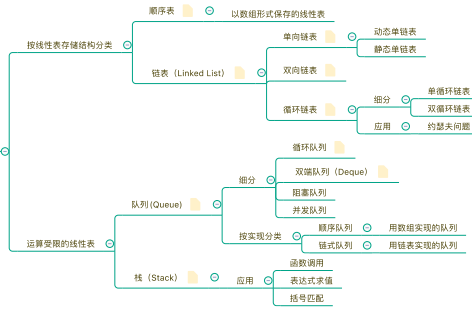 顺序表
以数组形式保存的线性表
按线性表存储结构分类
单向链表
动态单链表
静态单链表
链表（Linked List）
双向链表
循环链表
细分
单循环链表
双循环链表
应用
约瑟夫问题
运算受限的线性表
队列(Queue)
细分
循环队列
双端队列（Deque）
阻塞队列
并发队列
按实现分类
顺序队列
用数组实现的队列
链式队列
用链表实现的队列
栈（Stack）
应用
函数调用
表达式求值
括号匹配